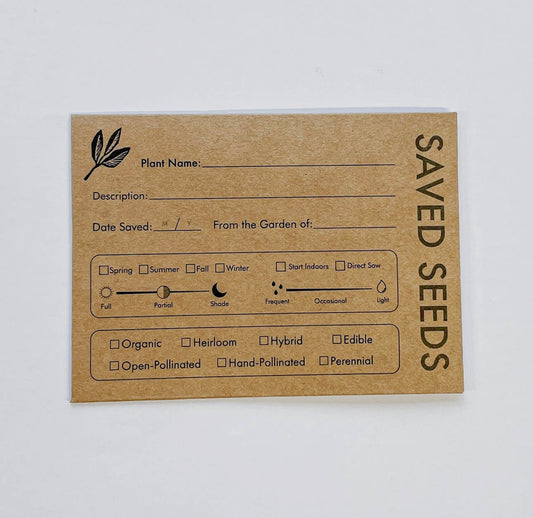 Plant Name:
Description:
Date Saved: M / Y From the Garden of:
Spring Summer Fall Winter Start Indoors Direct Sow
Full Partial Shade Frequent Occasional Light
Organic Heirloom Hybrid Edible
Open-Pollinated Hand-Pollinated Perennial
SAVED SEEDS